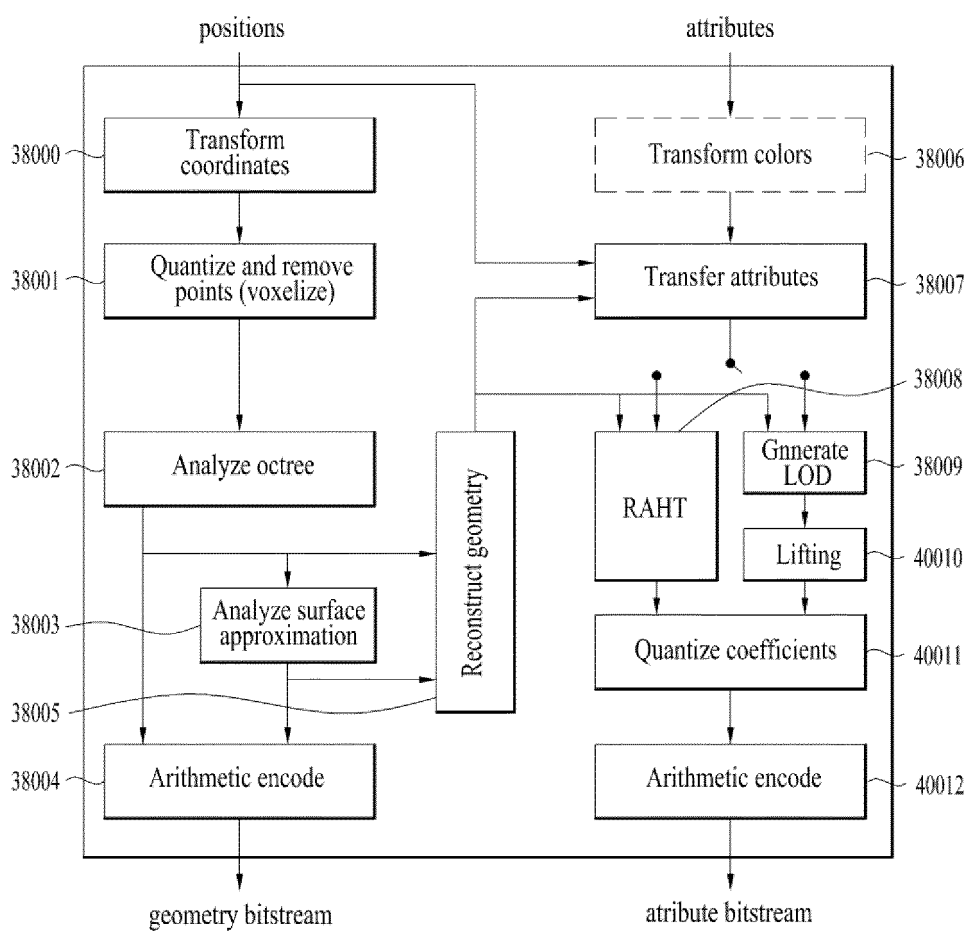 positions
attributes
38000
Transform
coordinates
Transform colors
38006
38001
Quantize and remove
points (voxelize)
Transfer attributes
38007
38008
38002
Analyze octree
Reconstruct geometry
RAHT
Gnnerate
LOD
38009
Lifting
40010
38003
Analyze surface
approximation
Quantize coefficients
40011
38005
38004
Arithmetic encode
Arithmetic encode
40012
geometry bitstream
atribute bitstream